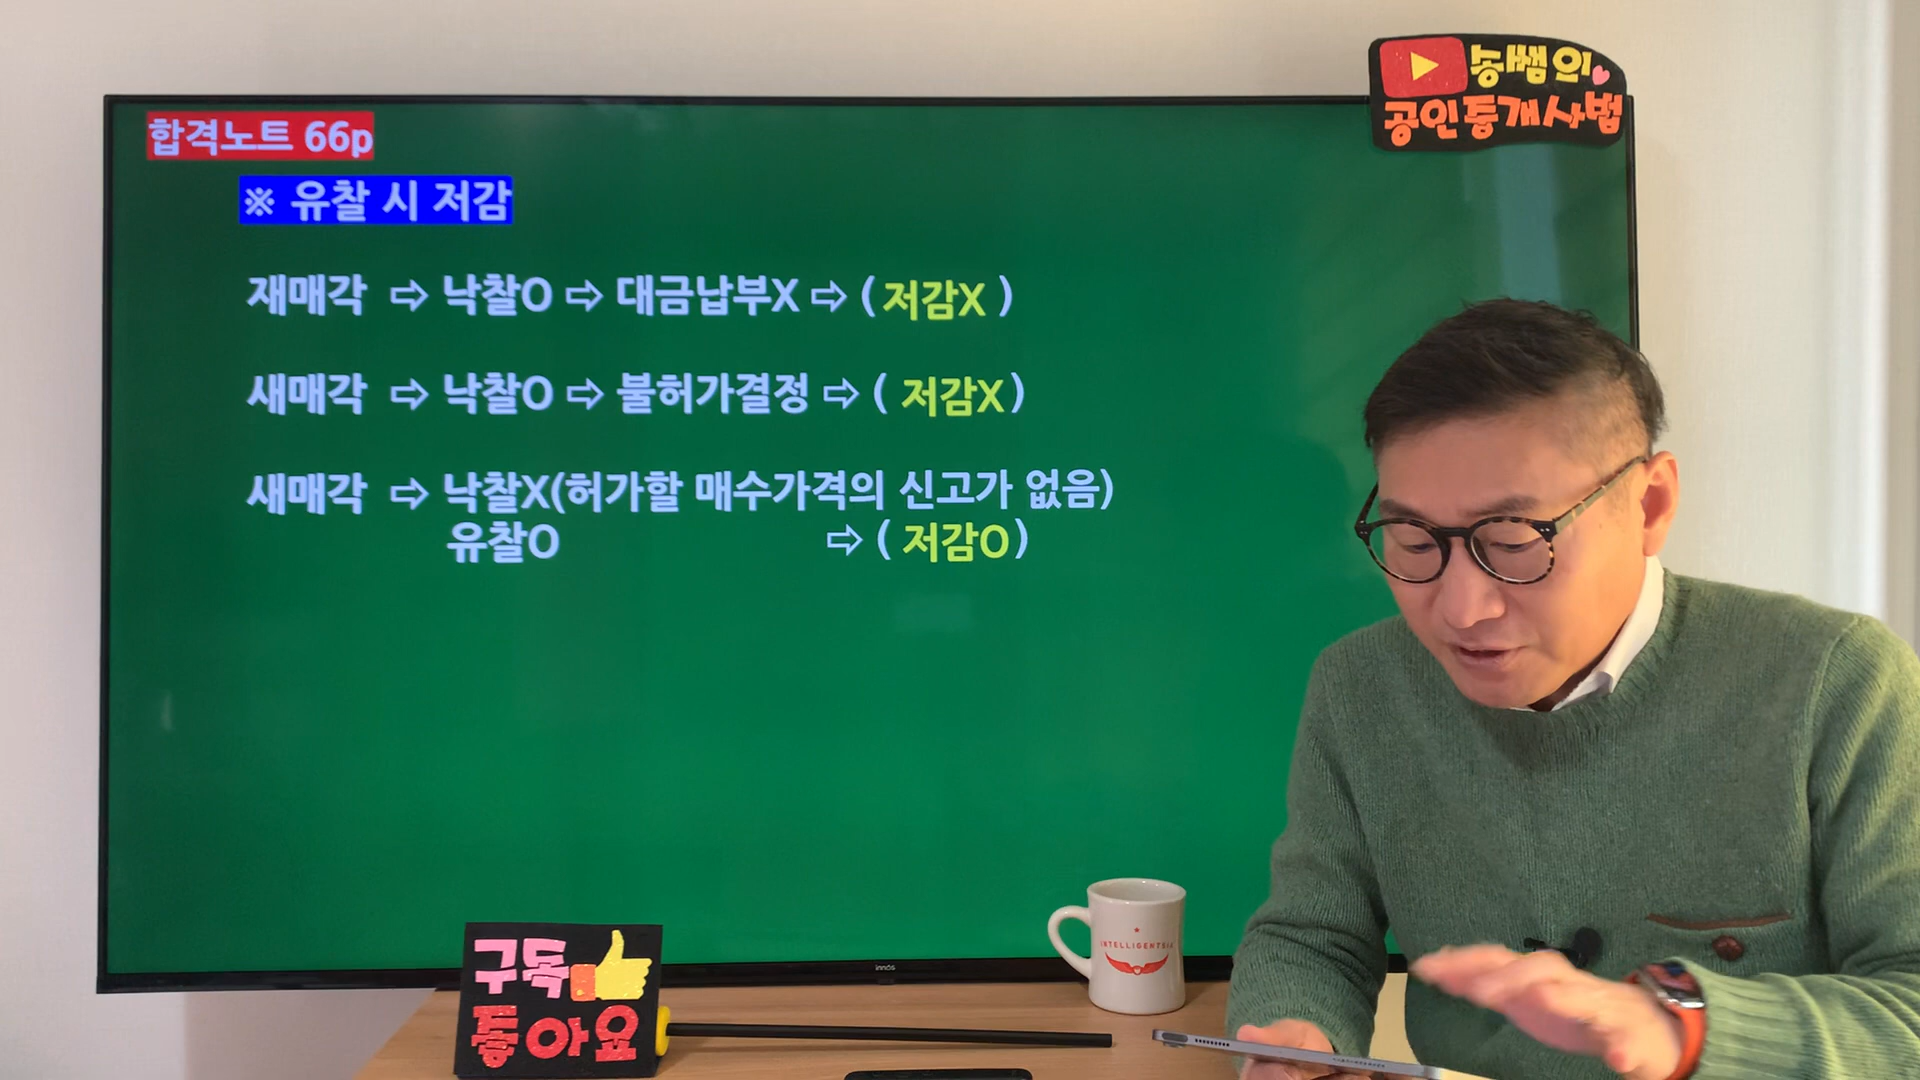 송쌤의
공인중개사법
합격노트 66p
※ 유찰 시 저감
재매각 ⇨ 낙찰O ⇨ 대금납부X ⇨ ( 저감X )
새매각 ⇨ 낙찰O ⇨ 불허가결정 ⇨ ( 저감X )
새매각 ⇨ 낙찰X(허가할 매수가격의 신고가 없음)
유찰O ⇨ ( 저감O )
INTELLIGENTSIA
innos
구독
좋아요